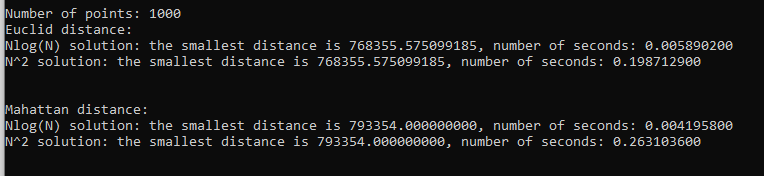 Number of points: 1000
Euclid distance:
Nlog(N) solution: the smallest distance is 768355.575099185, number of seconds: 0.005890200
N^2 solution: the smallest distance is 768355.575099185, number of seconds: 0.198712900
Mahattan distance:
Nlog(N) solution: the smallest distance is 793354.000000000, number of seconds: 0.004195800
N^2 solution: the smallest distance is 793354.000000000, number of seconds: 0.263103600